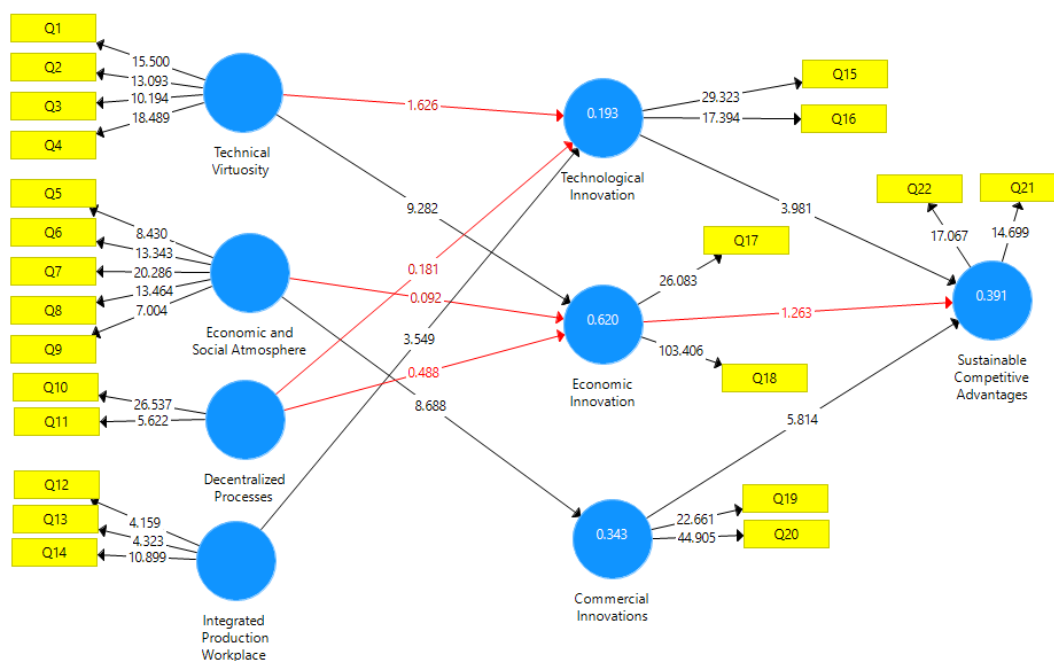 Q1
Q2
Q3
Q4
15.500
13.093
10.194
18.489
Technical
Virtuosity
Q5
Q6
Q7
Q8
Q9
8.430
13.343
20.286
13.464
7.004
Economic and
Social Atmosphere
Q10
Q11
26.537
5.622
Decentralized
Processes
Q12
Q13
Q14
4.159
4.323
10.899
Integrated
Production
Workplace
1.626
9.282
0.181
0.092
3.549
0.488
8.688
0.193
Technological
Innovation
29.323
17.394
Q15
Q16
0.620
Economic
Innovation
26.083
103.406
Q17
Q18
0.343
Commercial
Innovations
22.661
44.905
Q19
Q20
3.981
1.263
5.814
Q22
Q21
17.067
14.699
0.391
Sustainable
Competitive
Advantages